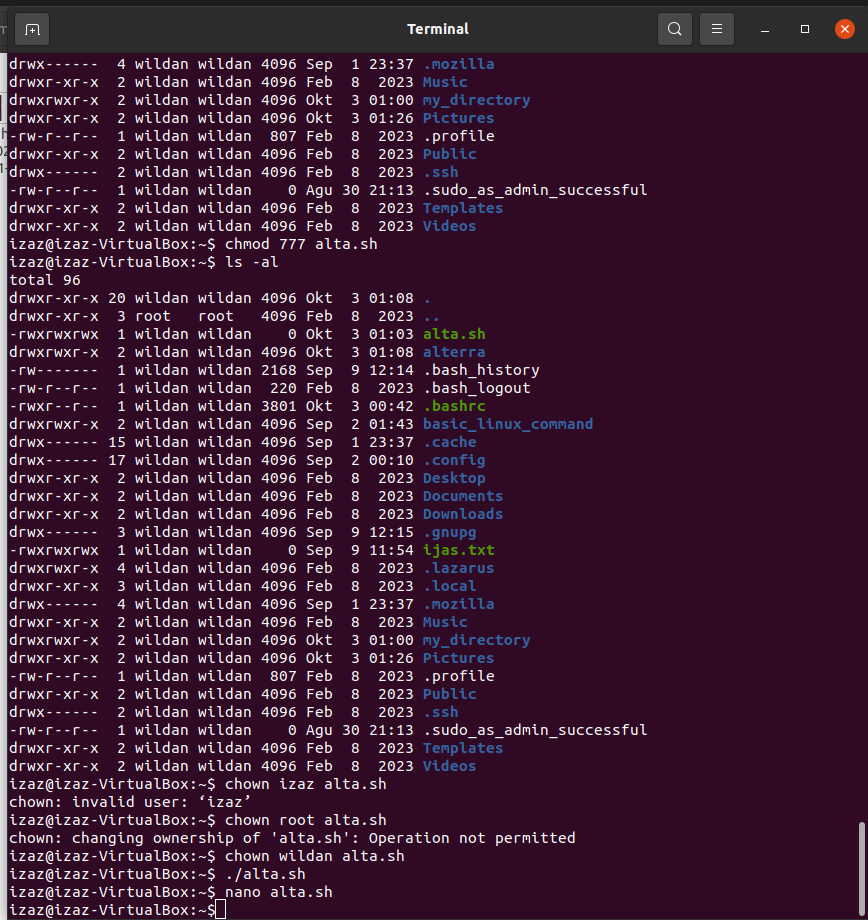 Terminal
drwx------  4 wildan wildan 4096 Sep  1 23:37 .mozilla
drwxr-xr-x  2 wildan wildan 4096 Feb  8  2023 Music
drwxrwxr-x  2 wildan wildan 4096 Okt  3 01:00 my_directory
drwxr-xr-x  2 wildan wildan 4096 Okt  3 01:26 Pictures
-rw-r--r--  1 wildan wildan  807 Feb  8  2023 .profile
drwxr-xr-x  2 wildan wildan 4096 Feb  8  2023 Public
drwx------  2 wildan wildan 4096 Feb  8  2023 .ssh
-rw-r--r--  1 wildan wildan    0 Agu 30 21:13 .sudo_as_admin_successful
drwxr-xr-x  2 wildan wildan 4096 Feb  8  2023 Templates
drwxr-xr-x  2 wildan wildan 4096 Feb  8  2023 Videos
izaz@izaz-VirtualBox:~$ chmod 777 alta.sh
izaz@izaz-VirtualBox:~$ ls -al
total 96
drwxr-xr-x 20 wildan wildan 4096 Okt  3 01:08 .
drwxr-xr-x  3 root   root   4096 Feb  8  2023 ..
-rwxrwxrwx  1 wildan wildan    0 Okt  3 01:03 alta.sh
drwxrwxr-x  2 wildan wildan 4096 Okt  3 01:08 alterra
-rw-------  1 wildan wildan 2168 Sep  9 12:14 .bash_history
-rw-r--r--  1 wildan wildan  220 Feb  8  2023 .bash_logout
-rwxr--r--  1 wildan wildan 3801 Okt  3 00:42 .bashrc
drwxrwxr-x  2 wildan wildan 4096 Sep  2 01:43 basic_linux_command
drwx------ 15 wildan wildan 4096 Sep  1 23:37 .cache
drwx------ 17 wildan wildan 4096 Sep  2 00:10 .config
drwxr-xr-x  2 wildan wildan 4096 Feb  8  2023 Desktop
drwxr-xr-x  2 wildan wildan 4096 Feb  8  2023 Documents
drwxr-xr-x  2 wildan wildan 4096 Feb  8  2023 Downloads
drwx------  3 wildan wildan 4096 Sep  9 12:15 .gnupg
-rwxrwxrwx  1 wildan wildan    0 Sep  9 11:54 ijas.txt
drwxrwxr-x  4 wildan wildan 4096 Feb  8  2023 .lazarus
drwxr-xr-x  3 wildan wildan 4096 Feb  8  2023 .local
drwx------  4 wildan wildan 4096 Sep  1 23:37 .mozilla
drwxr-xr-x  2 wildan wildan 4096 Feb  8  2023 Music
drwxrwxr-x  2 wildan wildan 4096 Okt  3 01:00 my_directory
drwxr-xr-x  2 wildan wildan 4096 Okt  3 01:26 Pictures
-rw-r--r--  1 wildan wildan  807 Feb  8  2023 .profile
drwxr-xr-x  2 wildan wildan 4096 Feb  8  2023 Public
drwx------  2 wildan wildan 4096 Feb  8  2023 .ssh
-rw-r--r--  1 wildan wildan    0 Agu 30 21:13 .sudo_as_admin_successful
drwxr-xr-x  2 wildan wildan 4096 Feb  8  2023 Templates
drwxr-xr-x  2 wildan wildan 4096 Feb  8  2023 Videos
izaz@izaz-VirtualBox:~$ chown izaz alta.sh
chown: invalid user: ‘izaz’
izaz@izaz-VirtualBox:~$ chown root alta.sh
chown: changing ownership of 'alta.sh': Operation not permitted
izaz@izaz-VirtualBox:~$ chown wildan alta.sh
izaz@izaz-VirtualBox:~$ ./alta.sh
izaz@izaz-VirtualBox:~$ nano alta.sh
izaz@izaz-VirtualBox:~$